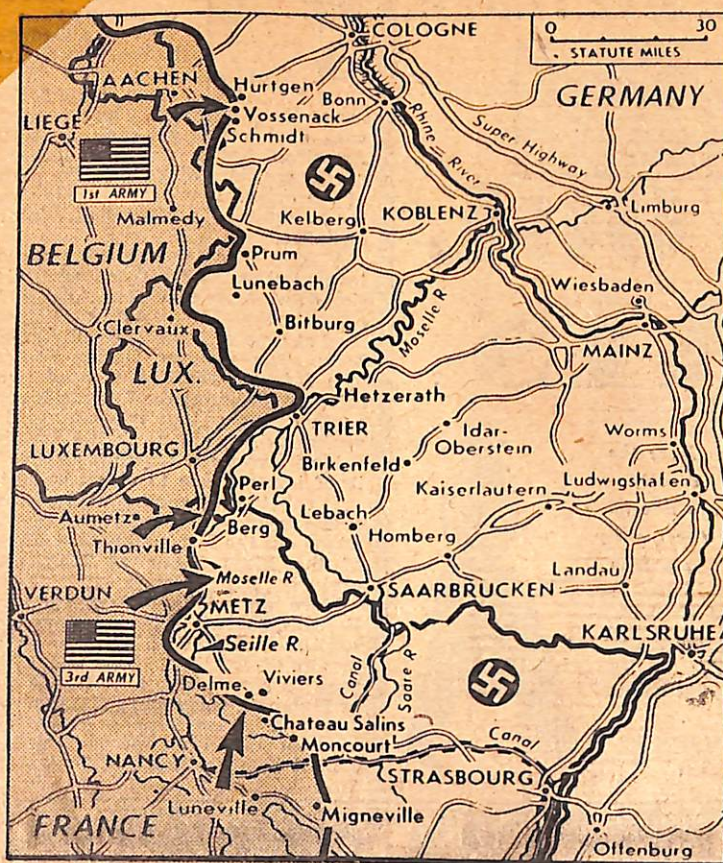 COLOGNE
0 30
STATUTE MILES
AACHEN
Hurtgen
Bonn
GERMANY
Vossenack
Rhine River
LIEGE
Schmidt
Super Highway
1st ARMY
Malmedy
Kelberg
KOBLENZ
Limburg
BELGIUM
Prum
Lunebach
Wiesbaden
Clervaux
Bitburg
Moselle R
MAINZ
LUX.
Hetzerath
TRIER
Idar-
Oberstein
Worms
LUXEMBOURG
Birkenfeld
Perl
Kaiserlautern
Ludwigshafen
Aumetz
Berg
Lebach
Homberg
Thionville
Moselle R
Landau
VERDUN
SAARBRUCKEN
METZ
KARLSRUHE
Seille R.
3rd ARMY
Canal
Saare R
Delme
Viviers
Chateau Salins
Moncourt
Canal
NANCY
STRASBOURG
Luneville
Migneville
FRANCE
Offenburg